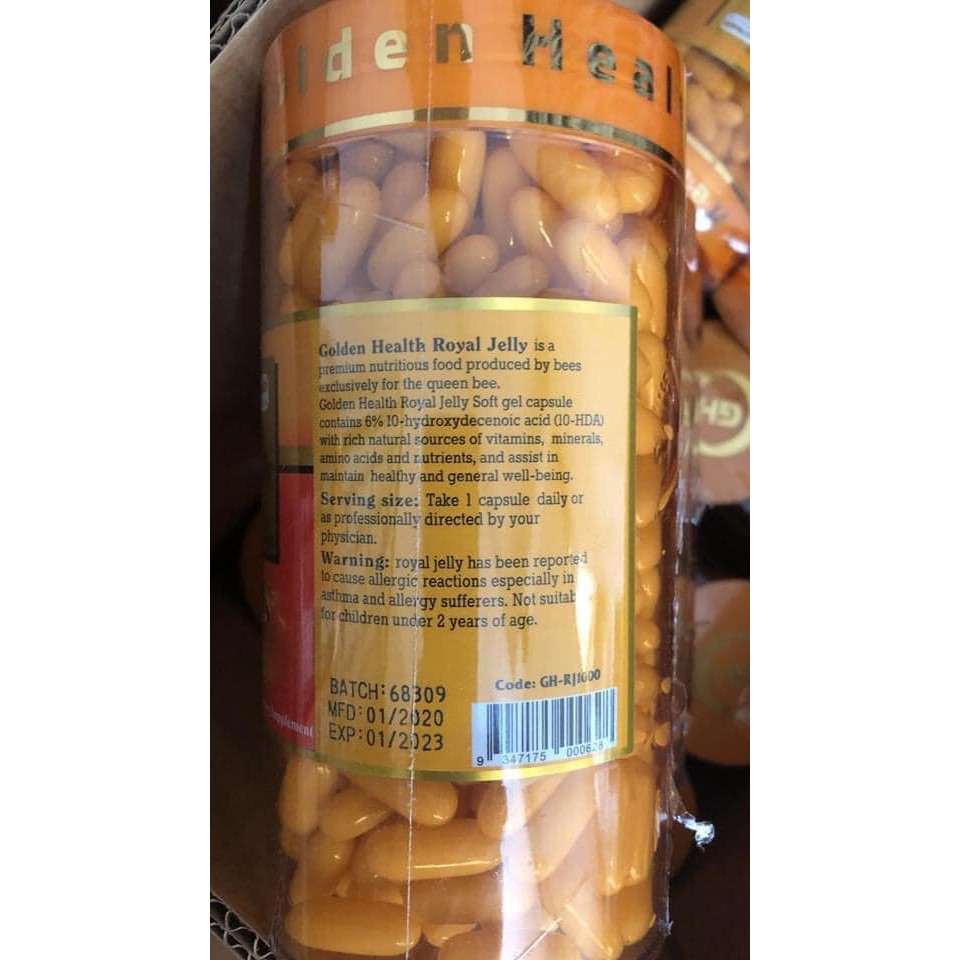 lden Heal
Golden Health Royal Jelly is a
premium nutritious food produced by bees
exclusively for the queen bee.
Golden Health Royal Jelly Soft gel capsule
contains 6% 10-hydroxydecenoic acid (10-HDA)
with rich natural sources of vitamins, minerals,
amino acids and nutrients, and assist in
maintain healthy and general well-being.
Serving size: Take 1 capsule daily or
as professionally directed by your
physician.
Warning: royal jelly has been reported
to cause allergic reactions especially in
asthma and allergy sufferers. Not suitab
for children under 2 years of age.
Code: GH-RJ1600
BATCH: 68309
MFD: 01/2020
EXP: 01/2023
9 347175 000628
Supplement
GH